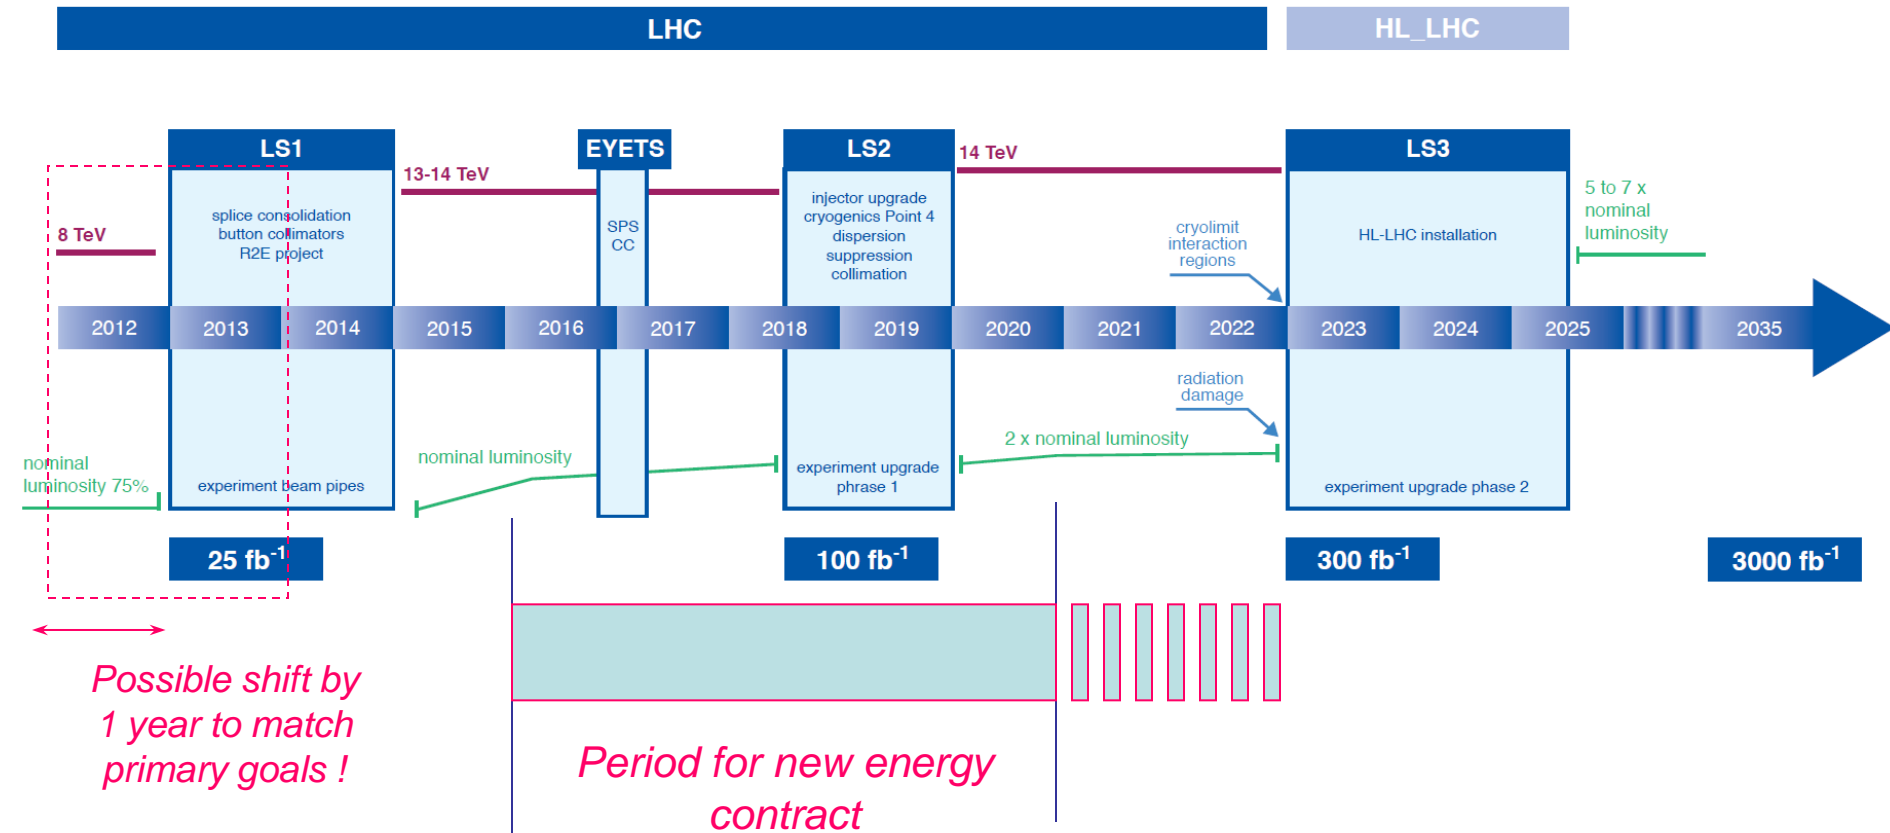 LHC
HL_LHC
LS1
EYETS
LS2
14 TeV
LS3
13-14 TeV
8 TeV
splice consolidation
button collimators
R2E project
SPS
CC
injector upgrade
cryogenics Point 4
dispersion
suppression
collimation
cryolimit
interaction
regions
HL-LHC installation
5 to 7 x
nominal
luminosity
2012
2013
2014
2015
2016
2017
2018
2019
2020
2021
2022
2023
2024
2025
2035
radiation
damage
nominal
luminosity 75%
experiment beam pipes
nominal luminosity
experiment upgrade
phrase 1
2 x nominal luminosity
experiment upgrade phase 2
25 fb-1
100 fb-1
300 fb-1
3000 fb-1
Possible shift by
1 year to match
primary goals !
Period for new energy
contract